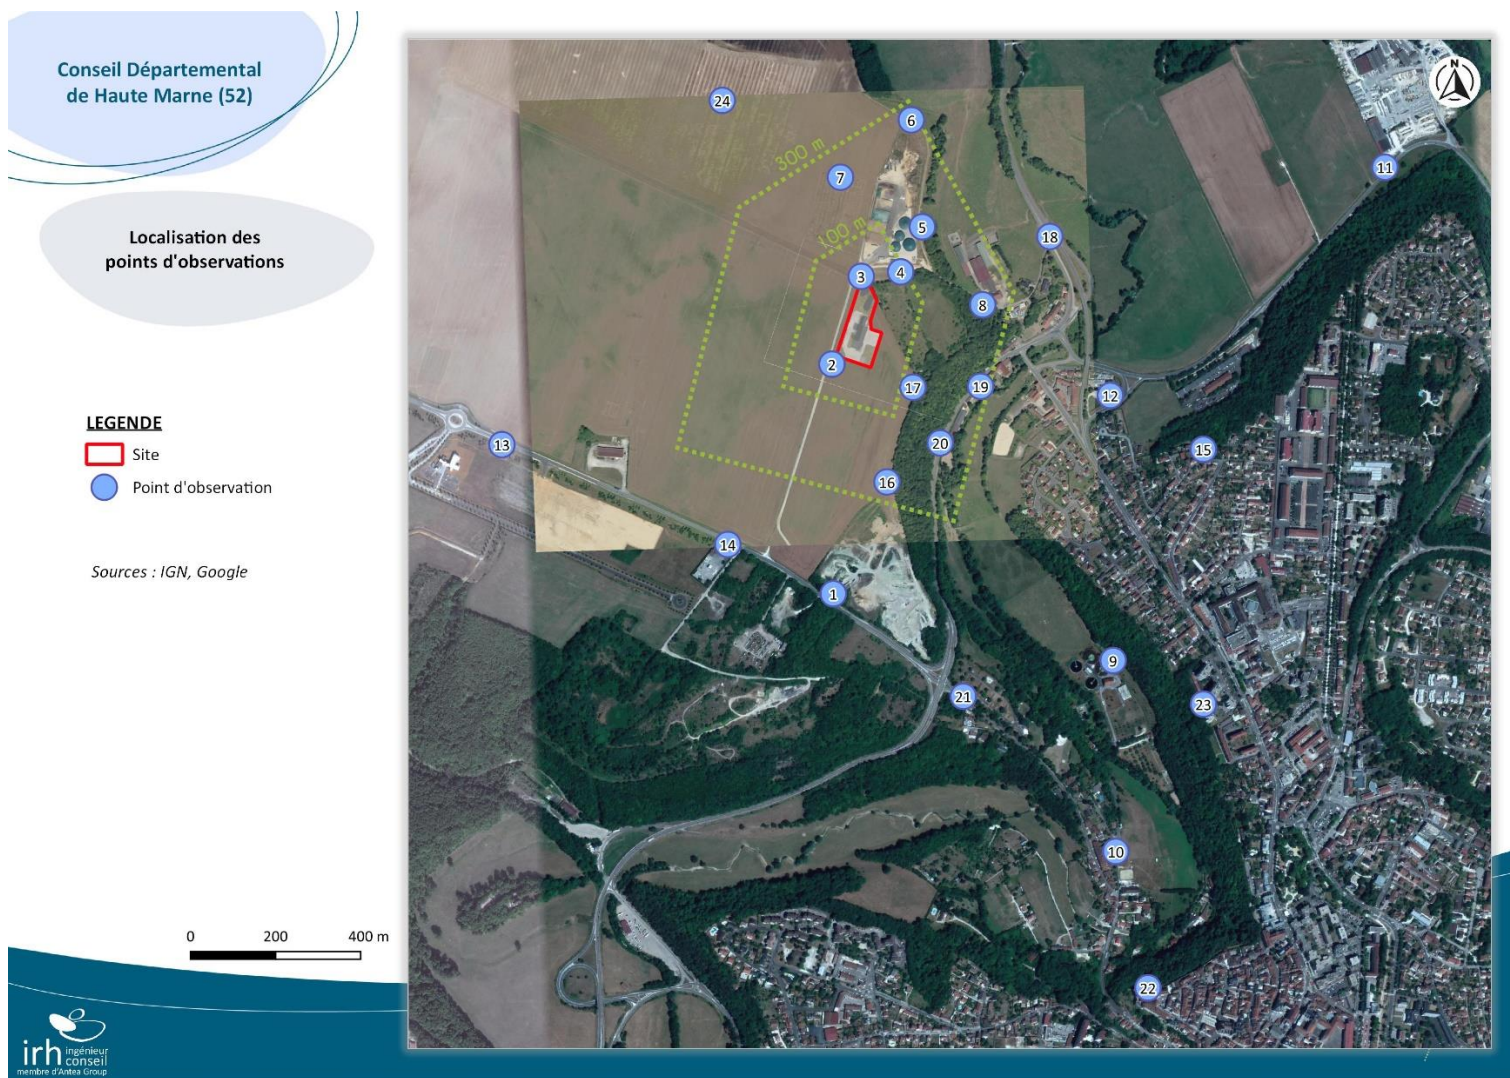 Conseil Départemental
de Haute Marne (52)
Localisation des
points d'observations
LEGENDE
Site
Point d'observation
Sources : IGN, Google
0 200 400 m
irh ingénieur
conseil
membre d'Antea Group
N
24
6
300 m
7
11
5
100 m
18
3
4
8
2
17
19
12
13
20
15
16
14
1
9
21
23
10
22